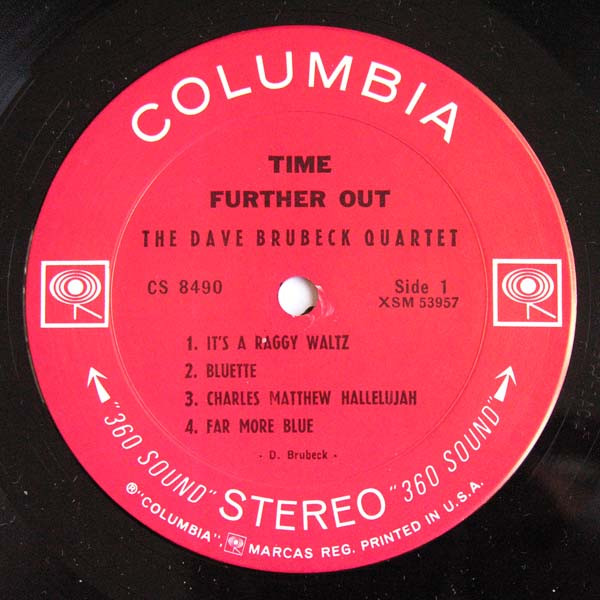 COLUMBIA
TIME
FURTHER OUT
THE DAVE BRUBECK QUARTET
CS 8490
Side 1
XSM 53957
1. IT'S A RAGGY WALTZ
2. BLUETTE
3. CHARLES MATTHEW HALLELUJAH
4. FAR MORE BLUE
· D. Brubeck ·
"360 SOUND" STEREO "360 SOUND"
®"COLUMBIA", MARCAS REG. PRINTED IN U.S.A.